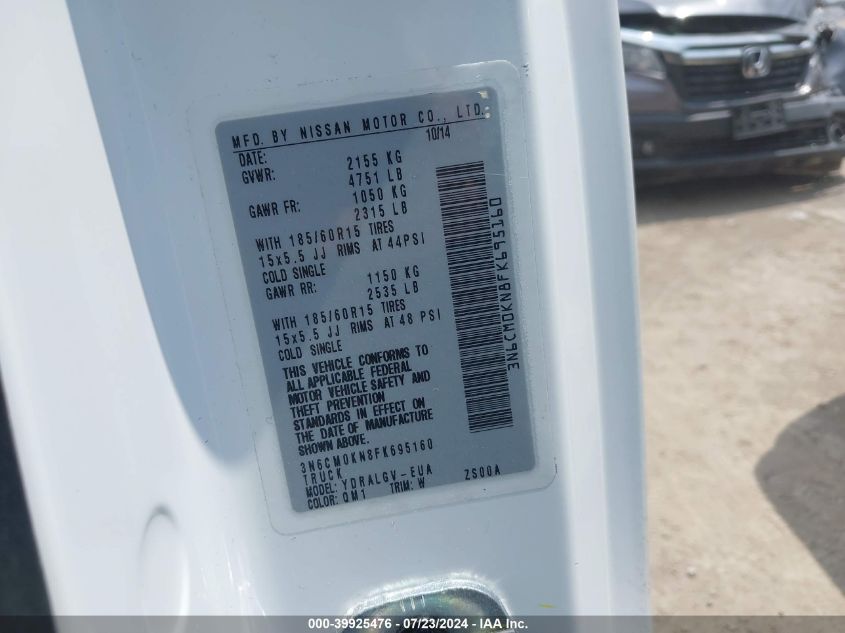 MFD. BY NISSAN MOTOR CO., LTD.
DATE: 10/14
GVWR: 2155 KG
4751 LB
GAWR FR: 1050 KG
2315 LB
WITH 185/60R15 TIRES
15x5.5 JJ RIMS AT 44PSI
COLD SINGLE
GAWR RR: 1150 KG
2535 LB
WITH 185/60R15 TIRES
15x5.5 JJ RIMS AT 48 PSI
COLD SINGLE
THIS VEHICLE CONFORMS TO
ALL APPLICABLE FEDERAL
MOTOR VEHICLE SAFETY AND
THEFT PREVENTION
STANDARDS IN EFFECT ON
THE DATE OF MANUFACTURE
SHOWN ABOVE.
3N6CM0KN8FK695160
TRUCK
MODEL: YDRALGV-EUA ZS00A
COLOR: QM1 TRIM: W
3N6CM0KN8FK695160
000-39925476 - 07/23/2024 - IAA Inc.